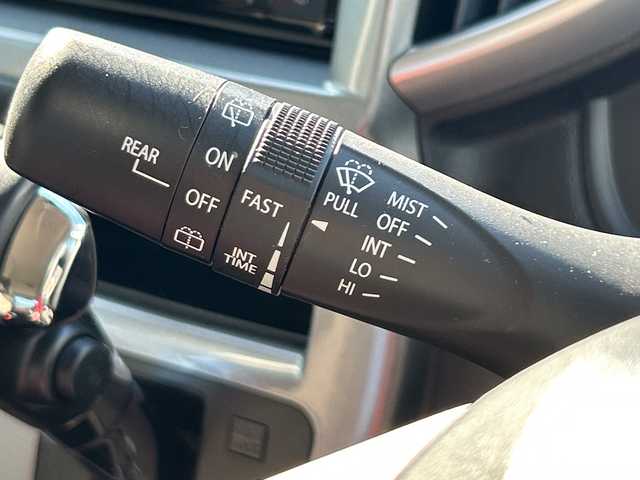 REAR
ON
OFF
FAST
INT
TIME
PULL
MIST
OFF
INT
LO
HI